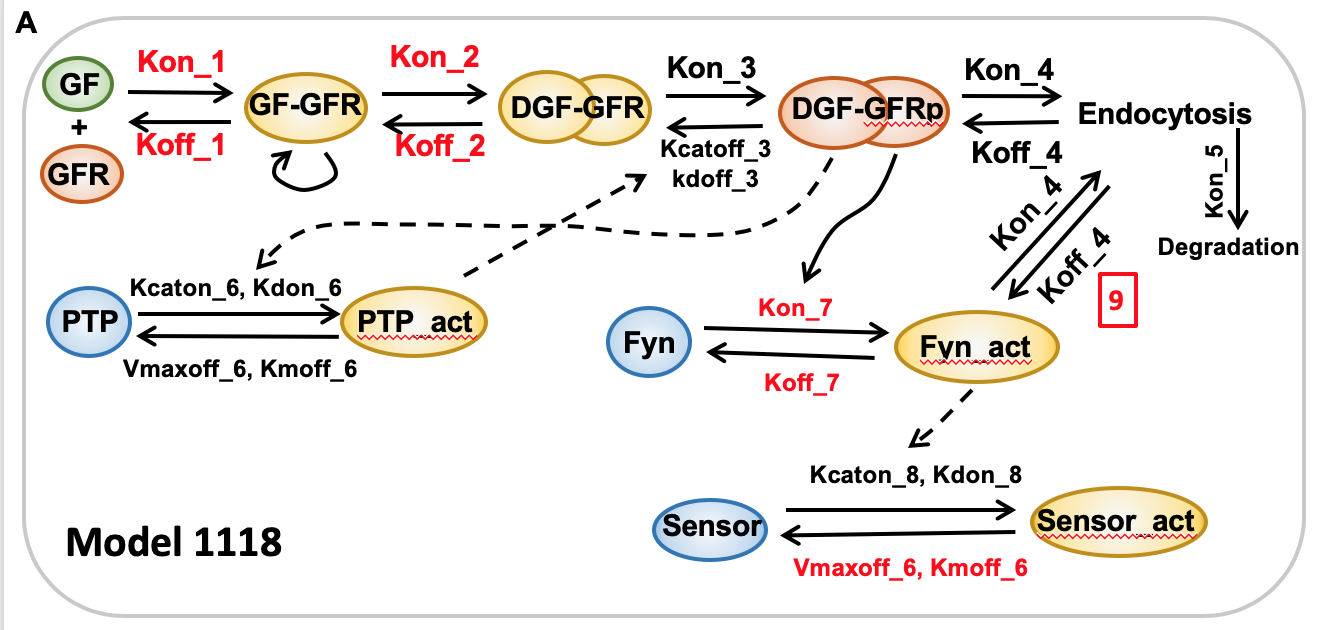 A
GF
+
GFR
Kon_1
Koff_1
GF-GFR
Kon_2
Koff_2
DGF-GFR
Kon_3
Kcatoff_3
kdoff_3
DGF-GFRp
Kon_4
Koff_4
Endocytosis
Kon_5
Degradation
Kon_4
Koff_4
9
PTP
Kcaton_6, Kdon_6
Vmaxoff_6, Kmoff_6
PTP_act
Fyn
Kon_7
Koff_7
Fyn_act
Kcaton_8, Kdon_8
Sensor
Vmaxoff_6, Kmoff_6
Sensor_act
Model 1118